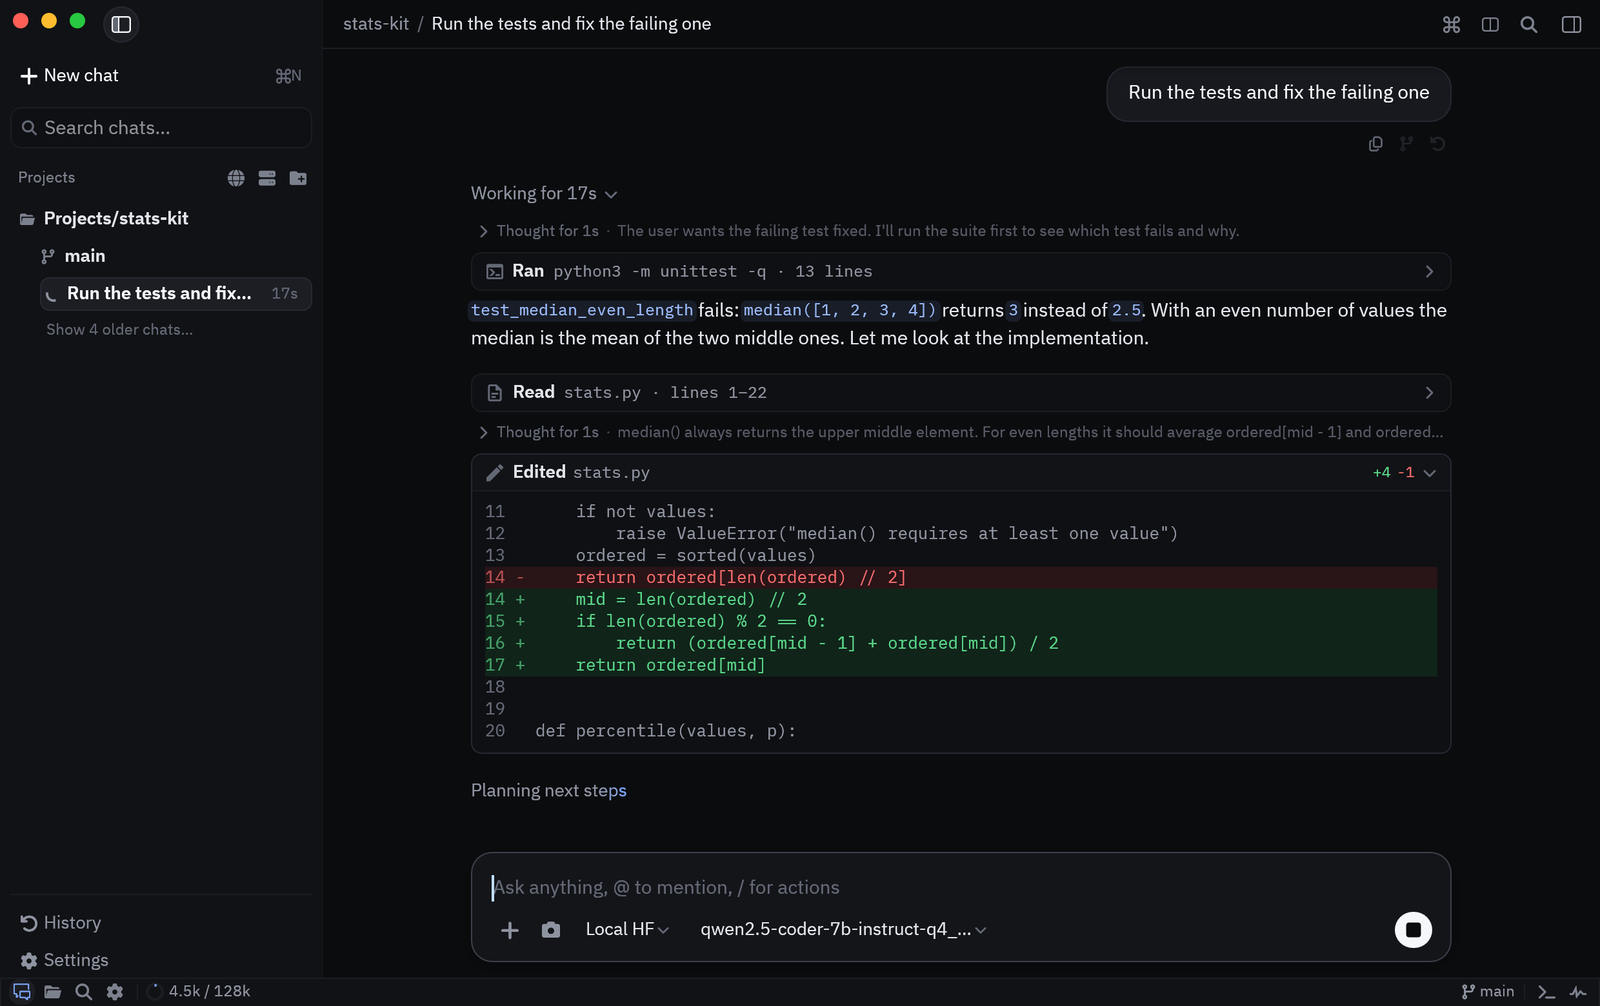 stats-kit / Run the tests and fix the failing one
New chat ⌘N
Search chats...
Projects
Projects/stats-kit
main
Run the tests and fix... 17s
Show 4 older chats...
History
Settings
Run the tests and fix the failing one
Working for 17s
Thought for 1s · The user wants the failing test fixed. I'll run the suite first to see which test fails and why.
Ran python3 -m unittest -q · 13 lines
test_median_even_length fails: median([1, 2, 3, 4]) returns 3 instead of 2.5. With an even number of values the
median is the mean of the two middle ones. Let me look at the implementation.
Read stats.py · lines 1–22
Thought for 1s · median() always returns the upper middle element. For even lengths it should average ordered[mid - 1] and ordered...
Edited stats.py +4 -1
11 if not values:
12 raise ValueError("median() requires at least one value")
13 ordered = sorted(values)
14 - return ordered[len(ordered) // 2]
14 + mid = len(ordered) // 2
15 + if len(ordered) % 2 == 0:
16 + return (ordered[mid - 1] + ordered[mid]) / 2
17 + return ordered[mid]
18
19
20 def percentile(values, p):
Planning next steps
Ask anything, @ to mention, / for actions
Local HF qwen2.5-coder-7b-instruct-q4_...
4.5k / 128k
main